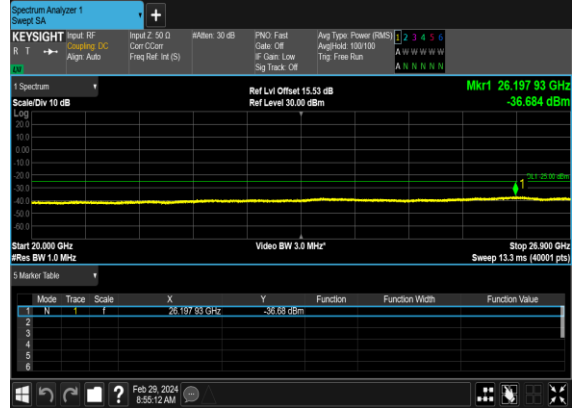 Spectrum Analyzer 1
Swept SA
+
KEYSIGHT Input: RF Input Z: 50 Ω #Atten: 30 dB PNO: Fast Avg Type: Power (RMS) 1 2 3 4 5 6
R T Coupling: DC Corr CCorr Gate: Off Avg|Hold: 100/100 A W W W W W
Align: Auto Freq Ref: Int (S) IF Gain: Low Trig: Free Run
Sig Track: Off A N N N N N
1 Spectrum
Ref Lvl Offset 15.53 dB Mkr1 26.197 93 GHz
Scale/Div 10 dB Ref Level 30.00 dBm -36.684 dBm
Log
20.0
10.0
0.00
-10.0
-20.0
DL1 -25.00 dBm
-30.0
1
-40.0
-50.0
-60.0
Start 20.000 GHz Video BW 3.0 MHz* Stop 26.900 GHz
#Res BW 1.0 MHz Sweep 13.3 ms (40001 pts)
5 Marker Table
Mode Trace Scale X Y Function Function Width Function Value
1 N 1 f 26.197 93 GHz -36.68 dBm
2
3
4
5
6
? Feb 29, 2024
8:55:12 AM